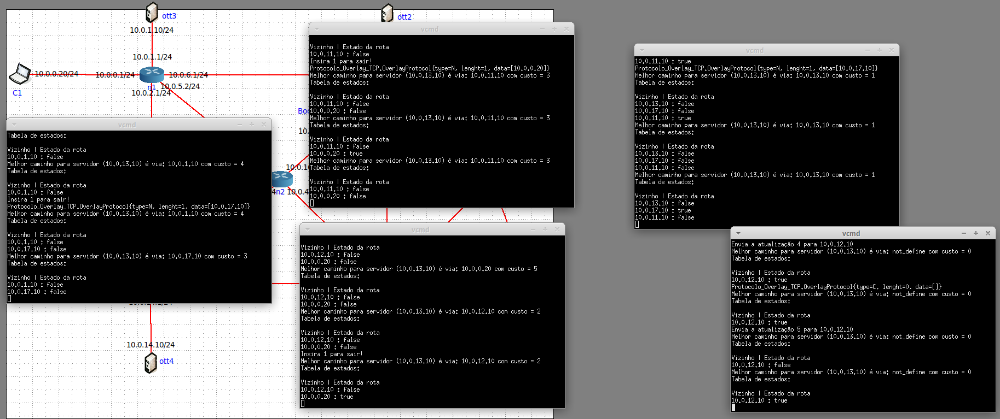 ott3
10.0.1.10/24
10.0.1.1/24
10.0.0.20/24
10.0.0.1/24
10.0.6.1/24
n1
10.0.5.2/24
10.0.2.1/24
C1
ott2
n2
10.0.14.10/24
ott4
vcmd
Tabela de estados:
Vizinho | Estado da rota
10.0.1.10 : false
Melhor caminho para servidor (10.0.13.10) é via: 10.0.1.10 com custo = 4
Tabela de estados:
Vizinho | Estado da rota
10.0.1.10 : false
Insira 1 para sair!
Protocolo_Overlay_TCP.OverlayProtocol{type=N, lenght=1, data=[10.0.17.10]}
Melhor caminho para servidor (10.0.13.10) é via: 10.0.1.10 com custo = 4
Tabela de estados:
Vizinho | Estado da rota
10.0.1.10 : false
10.0.17.10 : false
Melhor caminho para servidor (10.0.13.10) é via: 10.0.17.10 com custo = 3
Tabela de estados:
Vizinho | Estado da rota
10.0.1.10 : false
10.0.17.10 : false
vcmd
Vizinho | Estado da rota
10.0.11.10 : false
Insira 1 para sair!
Protocolo_Overlay_TCP.OverlayProtocol{type=N, lenght=1, data=[10.0.0.20]}
Melhor caminho para servidor (10.0.13.10) é via: 10.0.11.10 com custo = 3
Tabela de estados:
Vizinho | Estado da rota
10.0.11.10 : false
10.0.0.20 : false
Melhor caminho para servidor (10.0.13.10) é via: 10.0.11.10 com custo = 3
Tabela de estados:
Vizinho | Estado da rota
10.0.11.10 : false
10.0.0.20 : true
Melhor caminho para servidor (10.0.13.10) é via: 10.0.11.10 com custo = 3
Tabela de estados:
Vizinho | Estado da rota
10.0.11.10 : false
10.0.0.20 : false
vcmd
Vizinho | Estado da rota
10.0.12.10 : false
10.0.0.20 : false
Melhor caminho para servidor (10.0.13.10) é via: 10.0.0.20 com custo = 5
Tabela de estados:
Vizinho | Estado da rota
10.0.12.10 : false
10.0.0.20 : false
Melhor caminho para servidor (10.0.13.10) é via: 10.0.12.10 com custo = 2
Tabela de estados:
Vizinho | Estado da rota
10.0.12.10 : false
10.0.0.20 : false
Insira 1 para sair!
Melhor caminho para servidor (10.0.13.10) é via: 10.0.12.10 com custo = 2
Tabela de estados:
Vizinho | Estado da rota
10.0.12.10 : false
10.0.0.20 : true
vcmd
10.0.11.10 : true
Protocolo_Overlay_TCP.OverlayProtocol{type=N, lenght=1, data=[10.0.17.10]}
Melhor caminho para servidor (10.0.13.10) é via: 10.0.13.10 com custo = 1
Tabela de estados:
Vizinho | Estado da rota
10.0.13.10 : false
10.0.17.10 : false
10.0.11.10 : true
Melhor caminho para servidor (10.0.13.10) é via: 10.0.13.10 com custo = 1
Tabela de estados:
Vizinho | Estado da rota
10.0.13.10 : false
10.0.17.10 : false
10.0.11.10 : false
Melhor caminho para servidor (10.0.13.10) é via: 10.0.13.10 com custo = 1
Tabela de estados:
Vizinho | Estado da rota
10.0.13.10 : false
10.0.17.10 : true
10.0.11.10 : false
vcmd
Envia a atualização 4 para 10.0.12.10
Melhor caminho para servidor (10.0.13.10) é via: not_define com custo = 0
Tabela de estados:
Vizinho | Estado da rota
10.0.12.10 : true
Protocolo_Overlay_TCP.OverlayProtocol{type=C, lenght=0, data=[]}
Melhor caminho para servidor (10.0.13.10) é via: not_define com custo = 0
Tabela de estados:
Vizinho | Estado da rota
10.0.12.10 : true
Envia a atualização 5 para 10.0.12.10
Melhor caminho para servidor (10.0.13.10) é via: not_define com custo = 0
Tabela de estados:
Vizinho | Estado da rota
10.0.12.10 : false
Melhor caminho para servidor (10.0.13.10) é via: not_define com custo = 0
Tabela de estados:
Vizinho | Estado da rota
10.0.12.10 : true